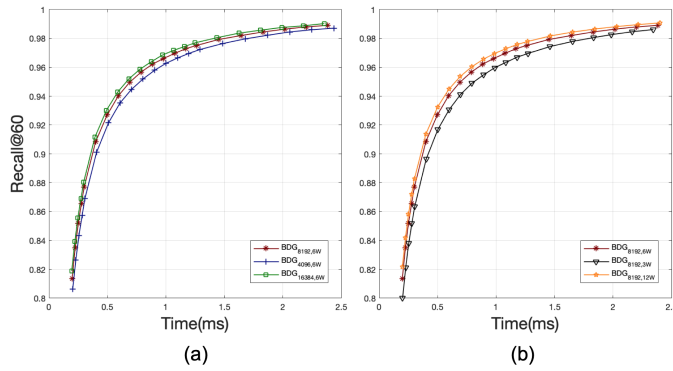 Recall@60
1
0.98
0.96
0.94
0.92
0.9
0.88
0.86
0.84
0.82
0.8
0 0.5 1 1.5 2 2.5
Time(ms)
BDG8192,6W
BDG4096,6W
BDG16384,6W
(a)
1
0.98
0.96
0.94
0.92
0.9
0.88
0.86
0.84
0.82
0.8
0 0.5 1 1.5 2 2.
Time(ms)
BDG8192,6W
BDG8192,3W
BDG8192,12W
(b)